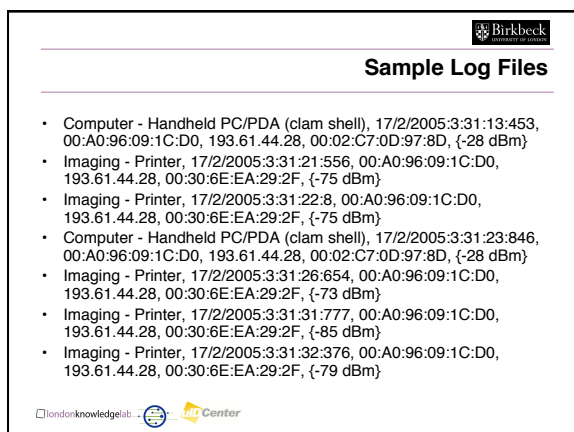 Birkbeck
UNIVERSITY OF LONDON
Sample Log Files
• Computer - Handheld PC/PDA (clam shell), 17/2/2005:3:31:13:453,
00:A0:96:09:1C:D0, 193.61.44.28, 00:02:C7:0D:97:8D, {-28 dBm}
• Imaging - Printer, 17/2/2005:3:31:21:556, 00:A0:96:09:1C:D0,
193.61.44.28, 00:30:6E:EA:29:2F, {-75 dBm}
• Imaging - Printer, 17/2/2005:3:31:22:8, 00:A0:96:09:1C:D0,
193.61.44.28, 00:30:6E:EA:29:2F, {-75 dBm}
• Computer - Handheld PC/PDA (clam shell), 17/2/2005:3:31:23:846,
00:A0:96:09:1C:D0, 193.61.44.28, 00:02:C7:0D:97:8D, {-28 dBm}
• Imaging - Printer, 17/2/2005:3:31:26:654, 00:A0:96:09:1C:D0,
193.61.44.28, 00:30:6E:EA:29:2F, {-73 dBm}
• Imaging - Printer, 17/2/2005:3:31:31:777, 00:A0:96:09:1C:D0,
193.61.44.28, 00:30:6E:EA:29:2F, {-85 dBm}
• Imaging - Printer, 17/2/2005:3:31:32:376, 00:A0:96:09:1C:D0,
193.61.44.28, 00:30:6E:EA:29:2F, {-79 dBm}
londonknowledgelab uIDCenter